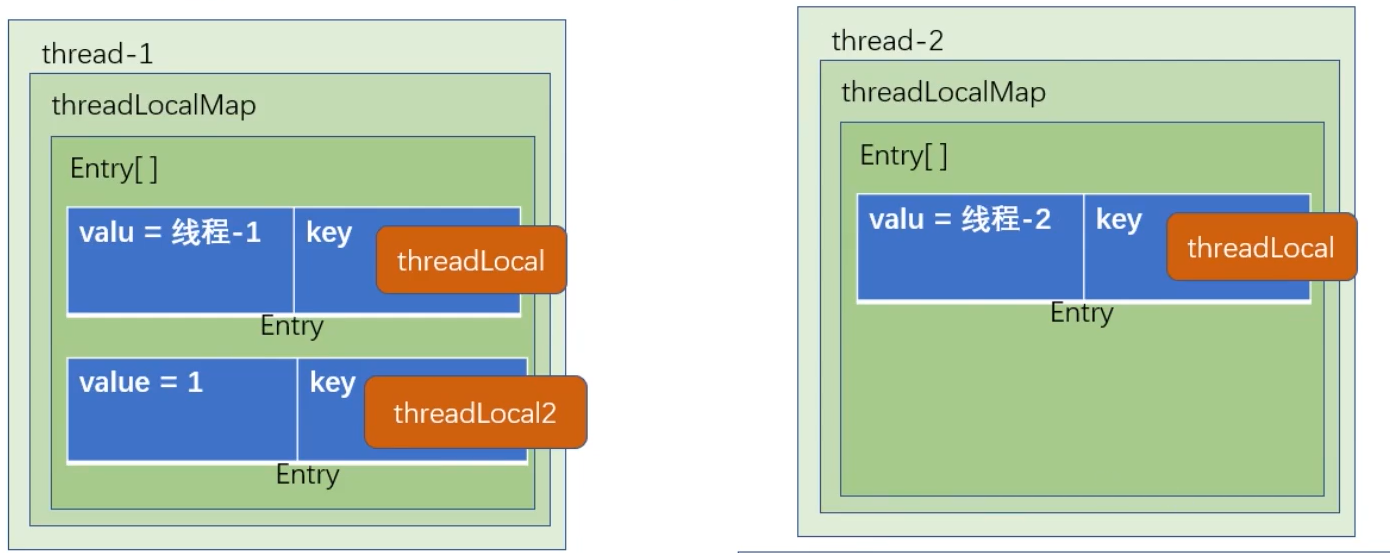 thread-1
threadLocalMap
Entry[ ]
valu = 线程-1
key
threadLocal
Entry
value = 1
key
threadLocal2
Entry
thread-2
threadLocalMap
Entry[ ]
valu = 线程-2
key
threadLocal
Entry